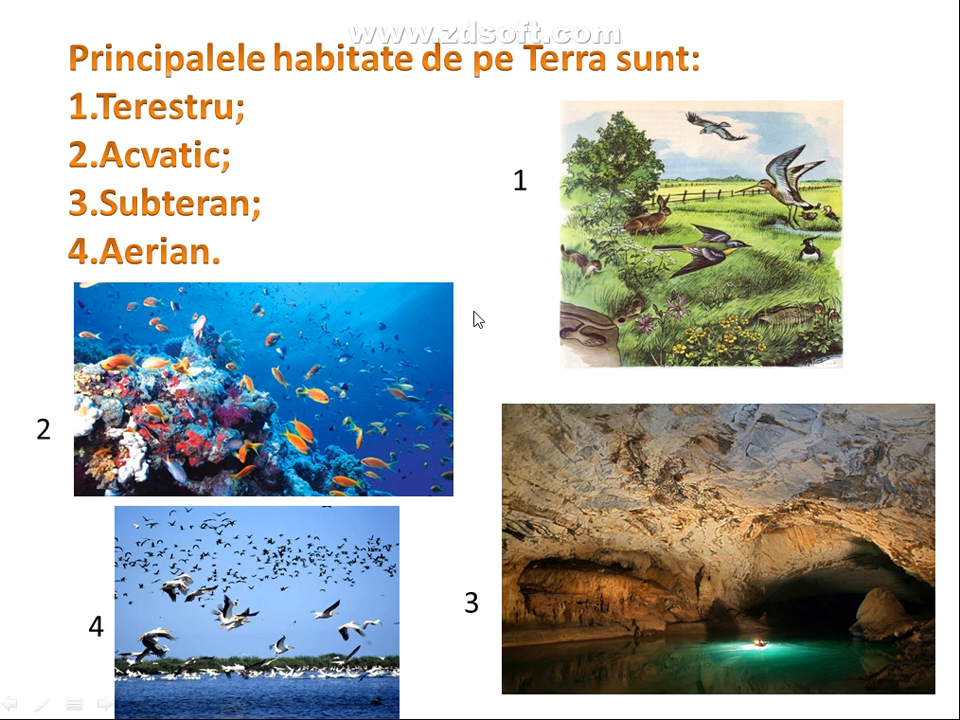 www.zdsoft.com
Principalele habitate de pe Terra sunt:
1.Terestru;
2.Acvatic;
3.Subteran;
4.Aerian.
1
2
3
4